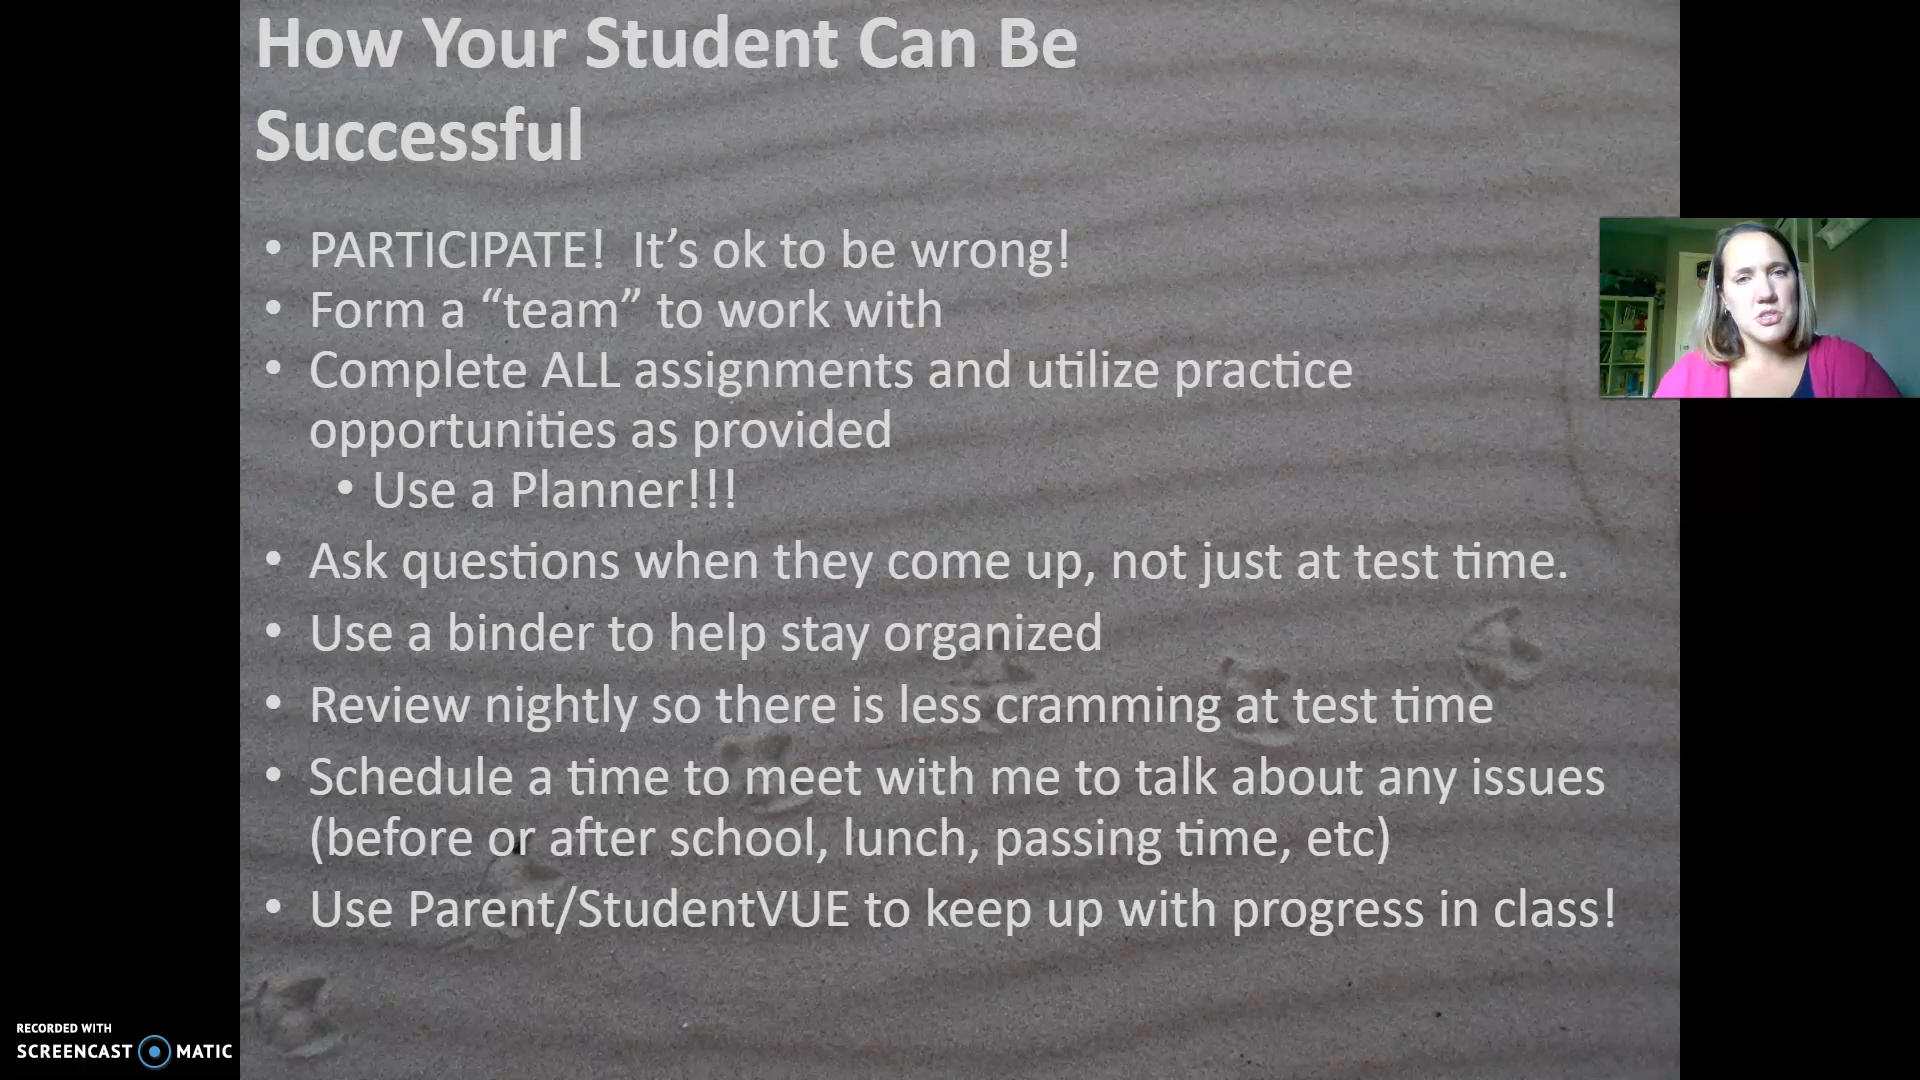 How Your Student Can Be
Successful
• PARTICIPATE!  It’s ok to be wrong!
• Form a “team” to work with
• Complete ALL assignments and utilize practice
opportunities as provided
• Use a Planner!!!
• Ask questions when they come up, not just at test time.
• Use a binder to help stay organized
• Review nightly so there is less cramming at test time
• Schedule a time to meet with me to talk about any issues
(before or after school, lunch, passing time, etc)
• Use Parent/StudentVUE to keep up with progress in class!
RECORDED WITH
SCREENCAST MATIC